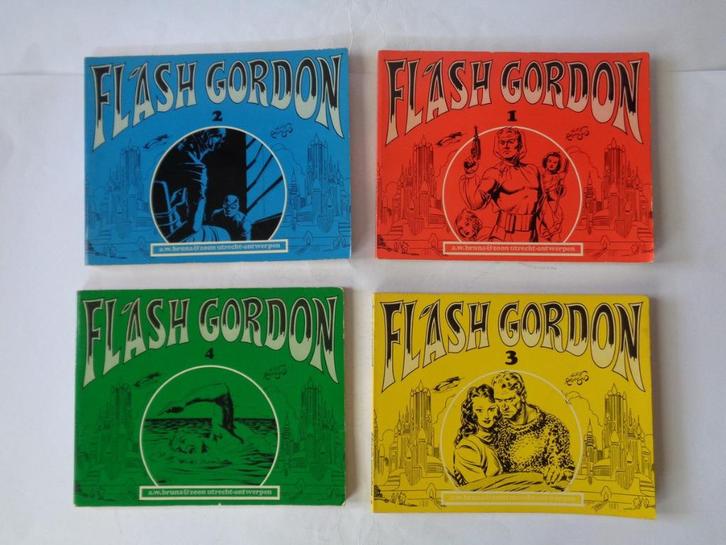 FLASH GORDON
2
a.w. bruna & zoon utrecht-antwerpen
FLASH GORDON
1
a.w. bruna & zoon utrecht-antwerpen
FLASH GORDON
4
a.w. bruna & zoon utrecht-antwerpen
FLASH GORDON
3